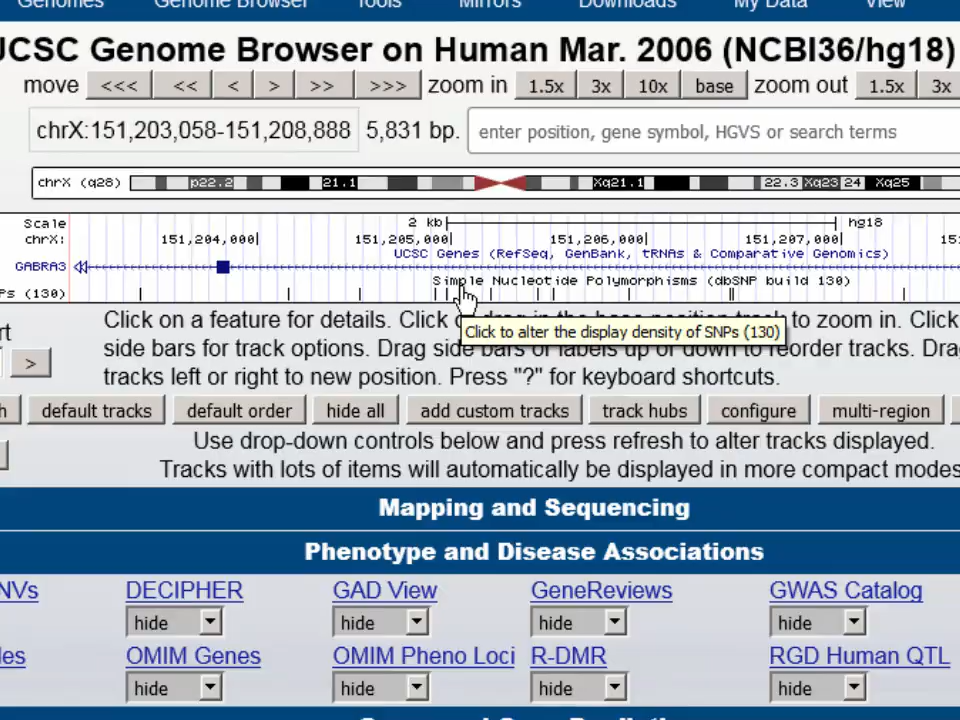 Genomes Genome Browser Tools Mirrors Downloads My Data View
UCSC Genome Browser on Human Mar. 2006 (NCBI36/hg18)
move <<< << < > >> >>> zoom in 1.5x 3x 10x base zoom out 1.5x 3x
chrX:151,203,058-151,208,888 5,831 bp. enter position, gene symbol, HGVS or search terms
chrX (q28) p22.2 21.1 Xq21.1 22.3 Xq23 24 Xq25
Scale 2 kb hg18
chrX: 151,204,000| 151,205,000| 151,206,000| 151,207,000| 151
UCSC Genes (RefSeq, GenBank, tRNAs & Comparative Genomics)
GABRA3
Simple Nucleotide Polymorphisms (dbSNP build 130)
Ps (130)
Click on a feature for details. Click or drag in the base position track to zoom in. Click
Click to alter the display density of SNPs (130)
rt
side bars for track options. Drag side bars or labels up or down to reorder tracks. Dra
> tracks left or right to new position. Press "?" for keyboard shortcuts.
h default tracks default order hide all add custom tracks track hubs configure multi-region
Use drop-down controls below and press refresh to alter tracks displayed.
Tracks with lots of items will automatically be displayed in more compact modes
Mapping and Sequencing
Phenotype and Disease Associations
NVs DECIPHER GAD View GeneReviews GWAS Catalog
hide hide hide hide
les OMIM Genes OMIM Pheno Loci R-DMR RGD Human QTL
hide hide hide hide